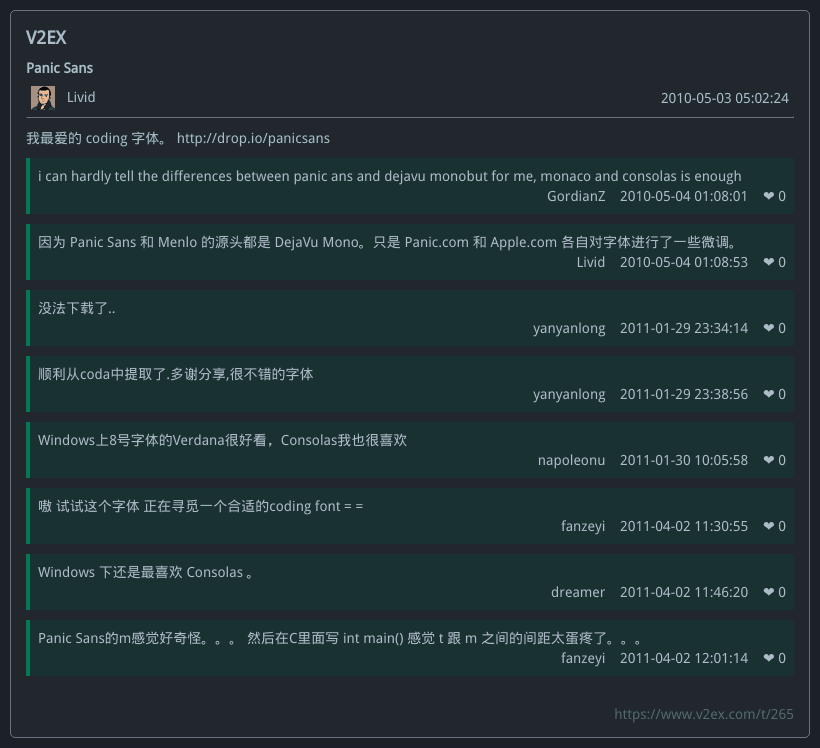 V2EX
Panic Sans
Livid 2010-05-03 05:02:24
我最爱的 coding 字体。 http://drop.io/panicsans
i can hardly tell the differences between panic ans and dejavu monobut for me, monaco and consolas is enough
GordianZ 2010-05-04 01:08:01 ❤ 0
因为 Panic Sans 和 Menlo 的源头都是 DejaVu Mono。只是 Panic.com 和 Apple.com 各自对字体进行了一些微调。
Livid 2010-05-04 01:08:53 ❤ 0
没法下载了..
yanyanlong 2011-01-29 23:34:14 ❤ 0
顺利从coda中提取了.多谢分享,很不错的字体
yanyanlong 2011-01-29 23:38:56 ❤ 0
Windows上8号字体的Verdana很好看，Consolas我也很喜欢
napoleonu 2011-01-30 10:05:58 ❤ 0
嗷 试试这个字体 正在寻觅一个合适的coding font = =
fanzeyi 2011-04-02 11:30:55 ❤ 0
Windows 下还是最喜欢 Consolas 。
dreamer 2011-04-02 11:46:20 ❤ 0
Panic Sans的m感觉好奇怪。。。 然后在C里面写 int main() 感觉 t 跟 m 之间的间距太蛋疼了。。。
fanzeyi 2011-04-02 12:01:14 ❤ 0
https://www.v2ex.com/t/265